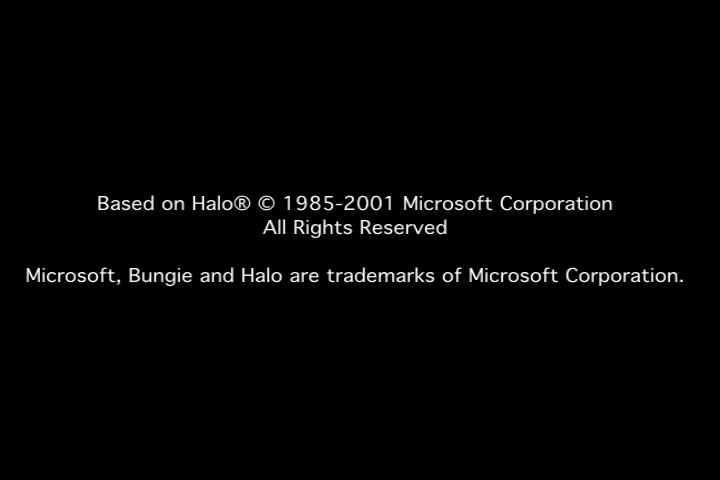 Based on Halo® © 1985-2001 Microsoft Corporation
All Rights Reserved
Microsoft, Bungie and Halo are trademarks of Microsoft Corporation.